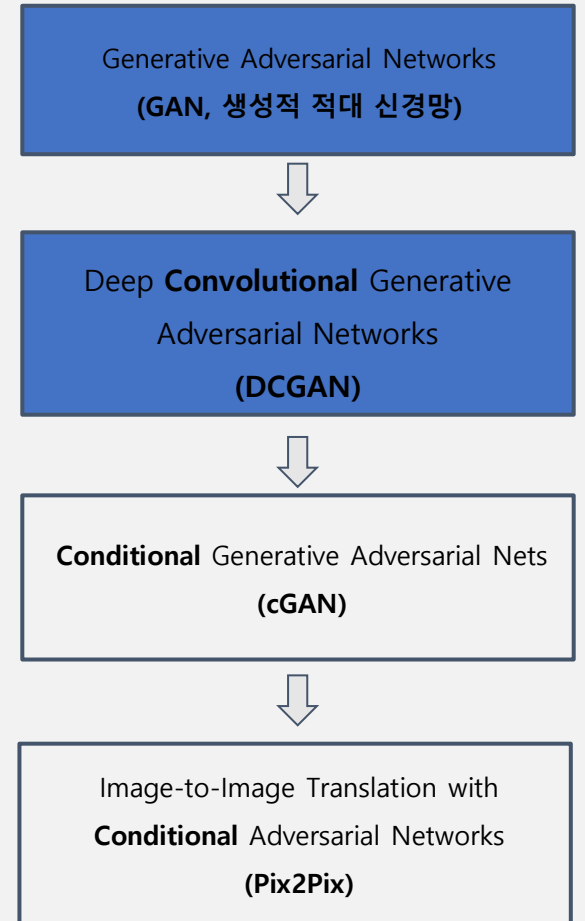 Generative Adversarial Networks
(GAN, 생성적 적대 신경망)
Deep Convolutional Generative
Adversarial Networks
(DCGAN)
Conditional Generative Adversarial Nets
(cGAN)
Image-to-Image Translation with
Conditional Adversarial Networks
(Pix2Pix)